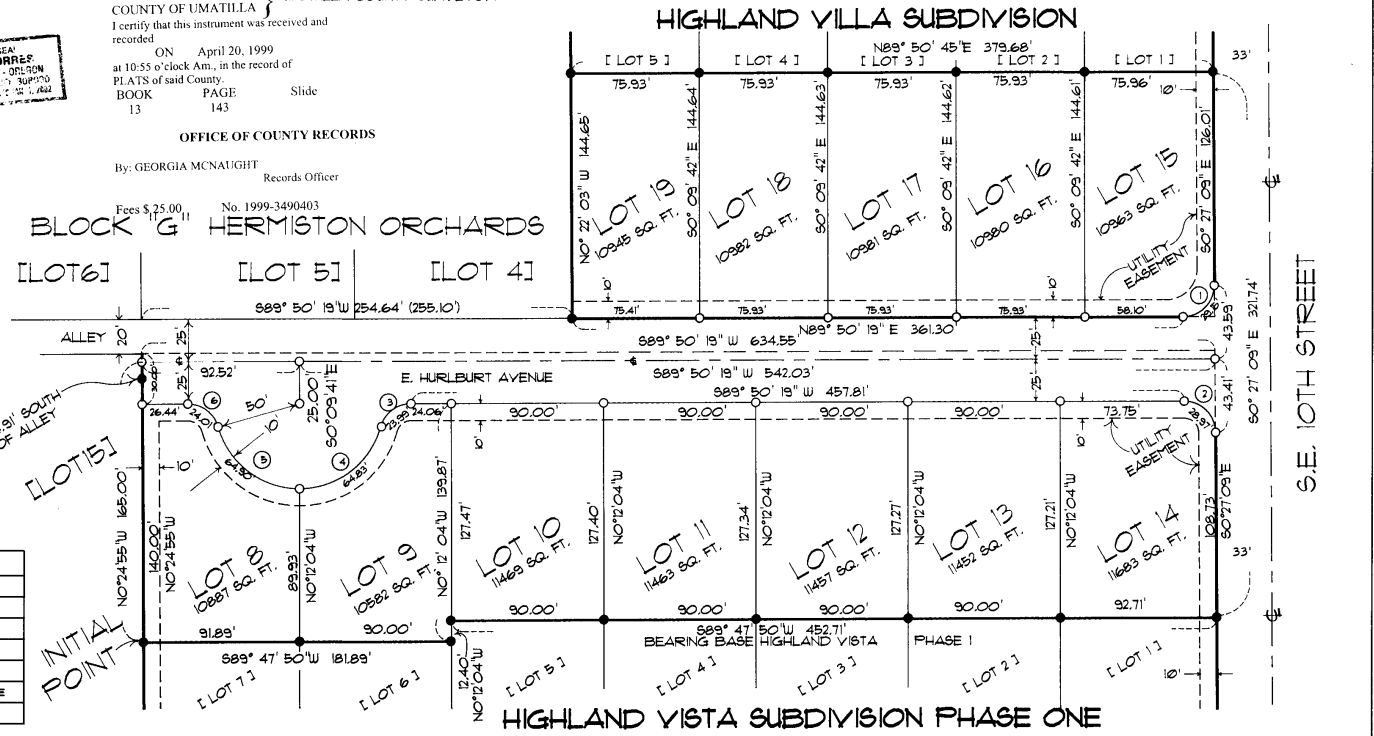 COUNTY OF UMATILLA }
I certify that this instrument was received and
recorded
ON April 20, 1999
at 10:55 o'clock Am., in the record of
PLATS of said County.
BOOK PAGE Slide
13 143
OFFICE OF COUNTY RECORDS
By: GEORGIA MCNAUGHT
Records Officer
Fees $ 25.00 No. 1999-3490403
HIGHLAND VILLA SUBDIVISION
N89° 50' 45"E 379.68'
[ LOT 5 ] [ LOT 4 ] [ LOT 3 ] [ LOT 2 ] [ LOT 1 ]
33'
75.93' 75.93' 75.93' 75.93' 75.96'
10'
N0° 22' 03" W 144.65'
S0° 09' 42" E 144.64'
S0° 09' 42" E 144.63'
S0° 09' 42" E 144.62'
S0° 09' 42" E 144.61'
S0° 27' 09" E 126.01'
LOT 19
10945 SQ. FT.
LOT 18
10982 SQ. FT.
LOT 17
10981 SQ. FT.
LOT 16
10980 SQ. FT.
LOT 15
10963 SQ. FT.
UTILITY
EASEMENT
BLOCK "G" HERMISTON ORCHARDS
[LOT6] [LOT 5] [LOT 4]
10' 10'
1
S89° 50' 19"W 254.64' (255.10')
75.41' 75.93' 75.93' 75.93' 58.10'
N89° 50' 19" E 361.30'
ALLEY
20'
25'
25'
S89° 50' 19" W 634.55'
25'
25'
43.59'
S0° 27' 09" E 321.74'
S.E. 10TH STREET
92.52'
S89° 50' 19" W 542.03'
E. HURLBURT AVENUE
S89° 50' 19" W 457.81'
43.41'
25.00'
S0°09'41"E
50'
10'
6
3
2
26.44'
24.01'
23.99'
24.06'
90.00' 90.00' 90.00' 90.00' 73.75'
28.97'
10' 10'
5
4
64.90'
64.83'
UTILITY
EASEMENT
SOUTH
OF ALLEY
[LOT15]
10'
N0°24'55"W 165.00'
140.00'
N0°24'55"W
89.93'
N0°12'04"W
N0° 12' 04"W 139.87'
127.47'
127.40'
N0°12'04"W
127.34'
N0°12'04"W
127.27'
N0°12'04"W
127.21'
N0°12'04"W
108.73'
S0°27'09"E
LOT 8
10887 SQ. FT.
LOT 9
10582 SQ. FT.
LOT 10
11469 SQ. FT.
LOT 11
11463 SQ. FT.
LOT 12
11457 SQ. FT.
LOT 13
11452 SQ. FT.
LOT 14
11683 SQ. FT.
33'
90.00' 90.00' 90.00' 90.00' 92.71'
S89° 47' 50"W 452.71'
BEARING BASE HIGHLAND VISTA PHASE 1
INITIAL
POINT
91.89' 90.00'
S89° 47' 50"W 181.89'
12.40'
N0°12'04"W
[ LOT 7 ] [ LOT 6 ] [ LOT 5 ] [ LOT 4 ] [ LOT 3 ] [ LOT 2 ] [ LOT 1 ]
10'
HIGHLAND VISTA SUBDIVISION PHASE ONE